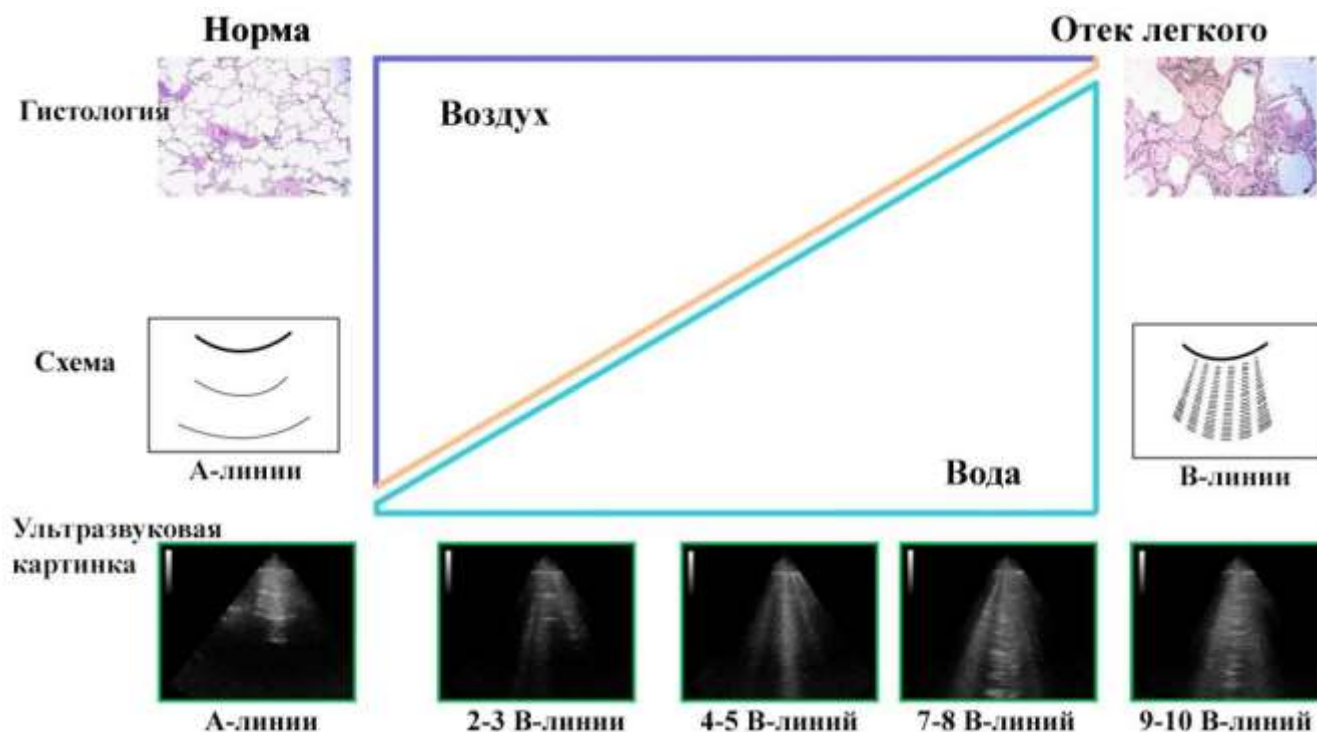 Норма
Отек легкого
Гистология
Воздух
Схема
А-линии
Вода
В-линии
Ультразвуковая
картинка
А-линии
2-3 В-линии
4-5 В-линий
7-8 В-линий
9-10 В-линий